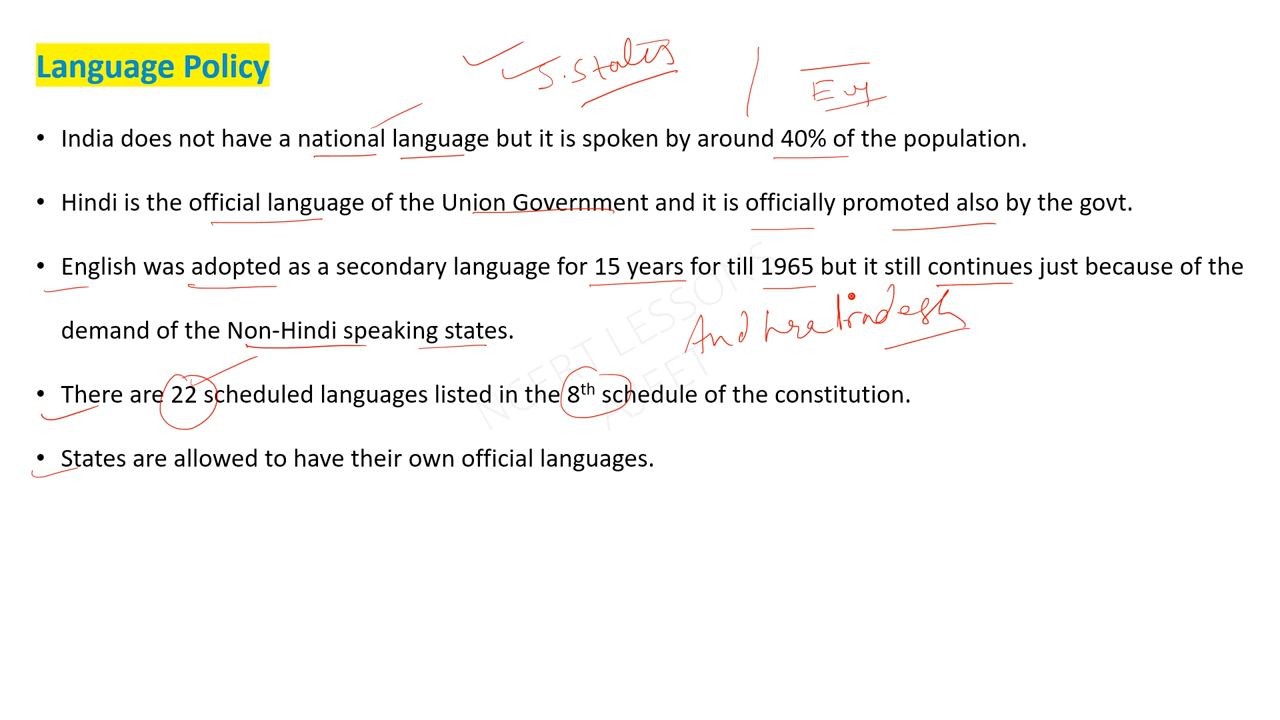 Language Policy
S. States
Eng
• India does not have a national language but it is spoken by around 40% of the population.
• Hindi is the official language of the Union Government and it is officially promoted also by the govt.
• English was adopted as a secondary language for 15 years for till 1965 but it still continues just because of the
demand of the Non-Hindi speaking states.
• There are 22 scheduled languages listed in the 8th schedule of the constitution.
• States are allowed to have their own official languages.
NCERT LESSONS